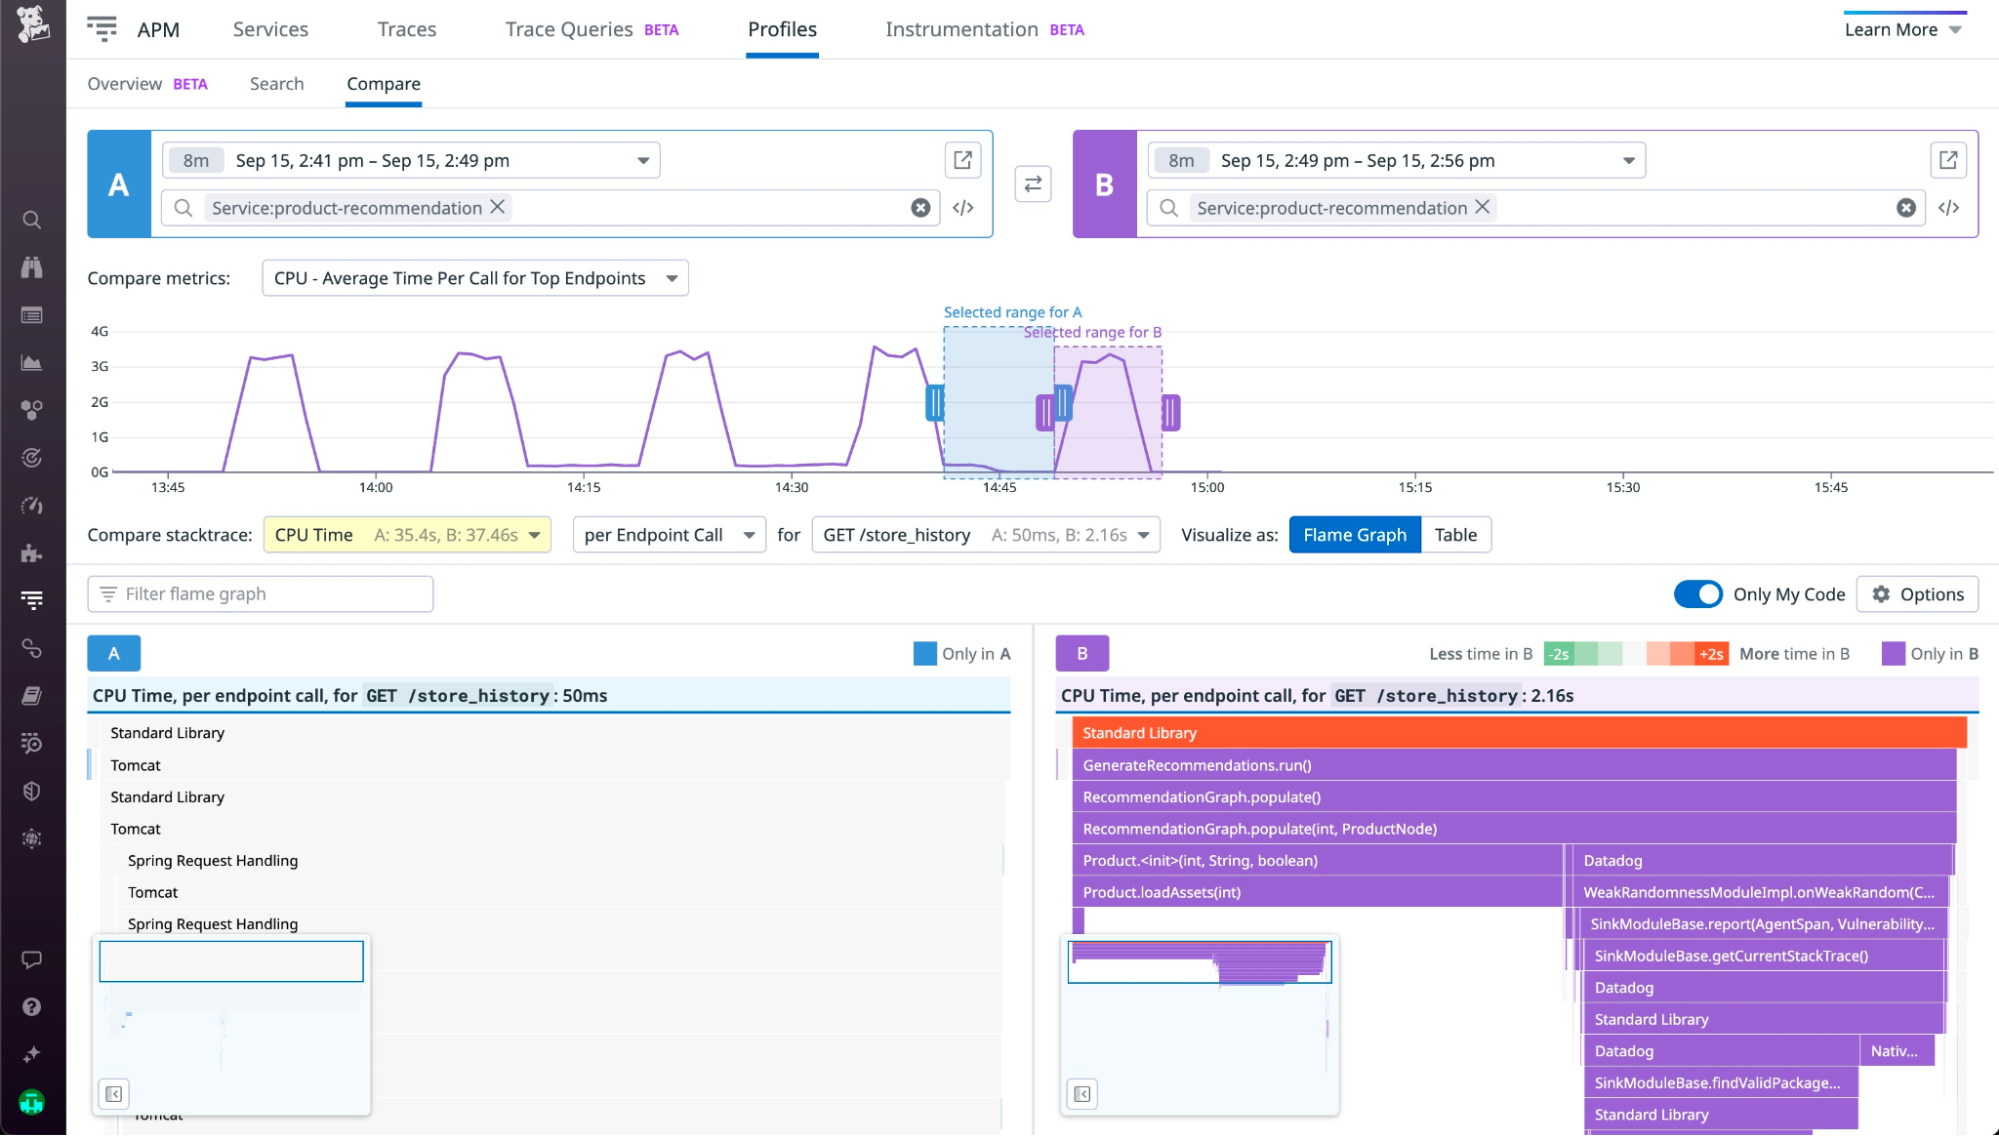 APM Services Traces Trace Queries BETA Profiles Instrumentation BETA Learn More
Overview BETA Search Compare
A
8m Sep 15, 2:41 pm – Sep 15, 2:49 pm
Service:product-recommendation
B
8m Sep 15, 2:49 pm – Sep 15, 2:56 pm
Service:product-recommendation
Compare metrics: CPU - Average Time Per Call for Top Endpoints
Selected range for A
Selected range for B
4G
3G
2G
1G
0G
13:45 14:00 14:15 14:30 14:45 15:00 15:15 15:30 15:45
Compare stacktrace: CPU Time A: 35.4s, B: 37.46s per Endpoint Call for GET /store_history A: 50ms, B: 2.16s Visualize as: Flame Graph Table
Filter flame graph Only My Code Options
A Only in A
CPU Time, per endpoint call, for GET /store_history: 50ms
Standard Library
Tomcat
Standard Library
Tomcat
Spring Request Handling
Tomcat
Spring Request Handling
Tomcat
B Less time in B -2s +2s More time in B Only in B
CPU Time, per endpoint call, for GET /store_history: 2.16s
Standard Library
GenerateRecommendations.run()
RecommendationGraph.populate()
RecommendationGraph.populate(int, ProductNode)
Product.<init>(int, String, boolean) Datadog
Product.loadAssets(int) WeakRandomnessModuleImpl.onWeakRandom(C...
SinkModuleBase.report(AgentSpan, Vulnerability...
SinkModuleBase.getCurrentStackTrace()
Datadog
Standard Library
Datadog Nativ...
SinkModuleBase.findValidPackage...
Standard Library